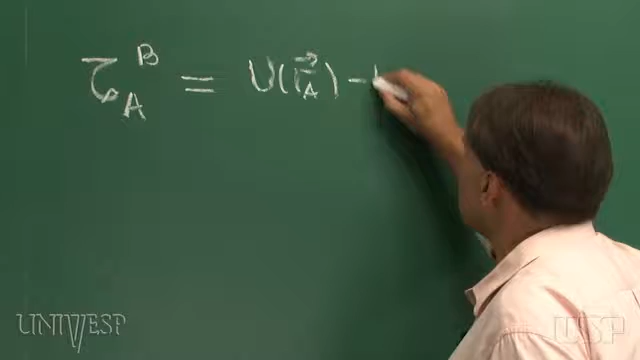 τ_A^B = U(r⃗_A) -
UNIVESP
USP